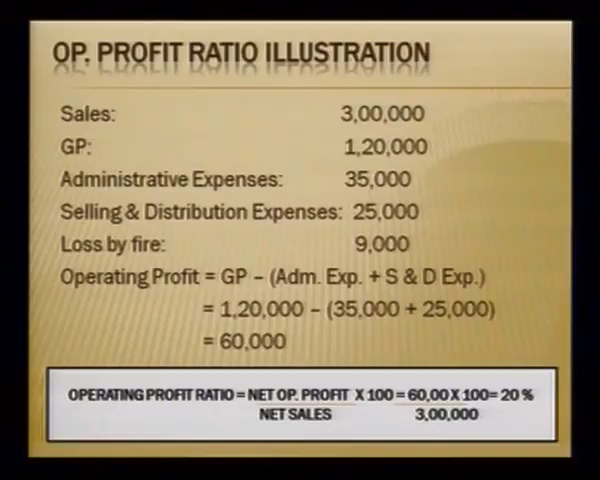 OP. PROFIT RATIO ILLUSTRATION
Sales: 3,00,000
GP: 1,20,000
Administrative Expenses: 35,000
Selling & Distribution Expenses: 25,000
Loss by fire: 9,000
Operating Profit = GP – (Adm. Exp. + S & D Exp.)
= 1,20,000 – (35,000 + 25,000)
= 60,000
OPERATING PROFIT RATIO = NET OP. PROFIT X 100 = 60,00 X 100= 20 %
NET SALES 3,00,000